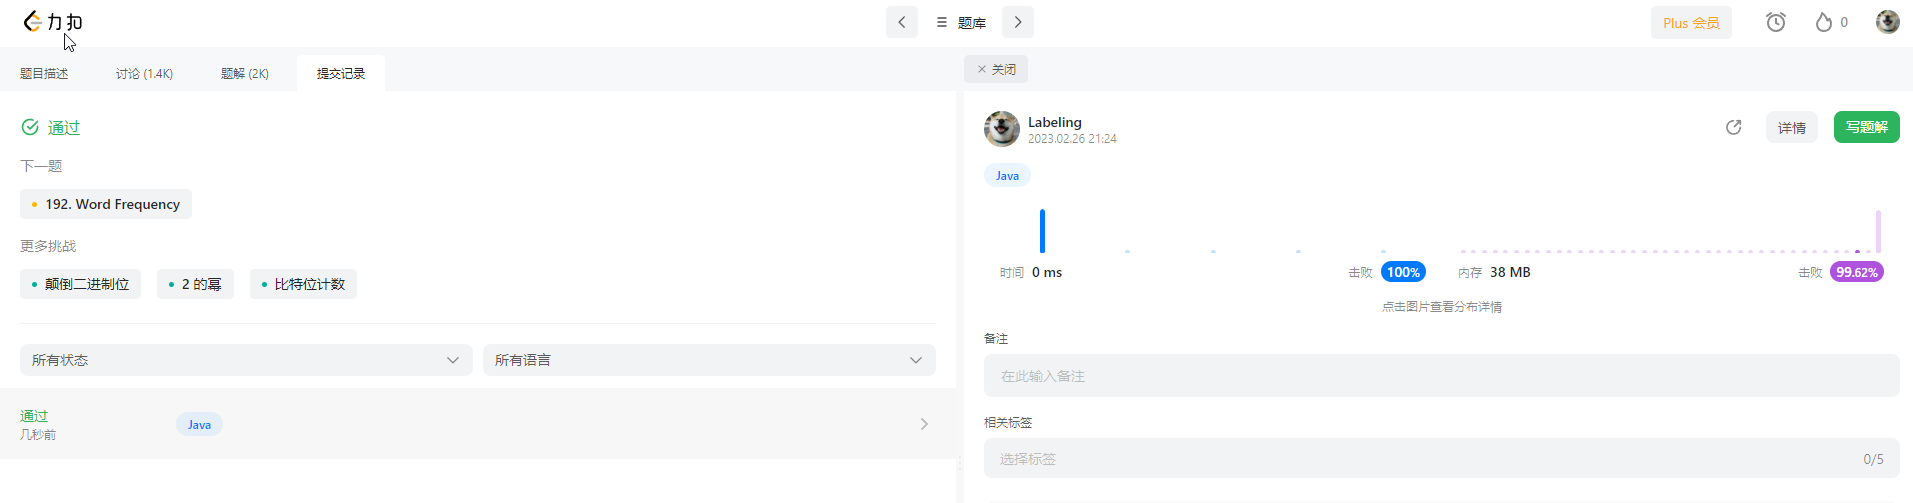 力扣
题库
Plus 会员
0
题目描述
讨论 (1.4K)
题解 (2K)
提交记录
通过
下一题
192. Word Frequency
更多挑战
颠倒二进制位
2 的幂
比特位计数
所有状态
所有语言
通过
几秒前
Java
关闭
Labeling
2023.02.26 21:24
详情
写题解
Java
时间 0 ms
击败 100%
内存 38 MB
击败 99.62%
点击图片查看分布详情
备注
在此输入备注
相关标签
选择标签
0/5